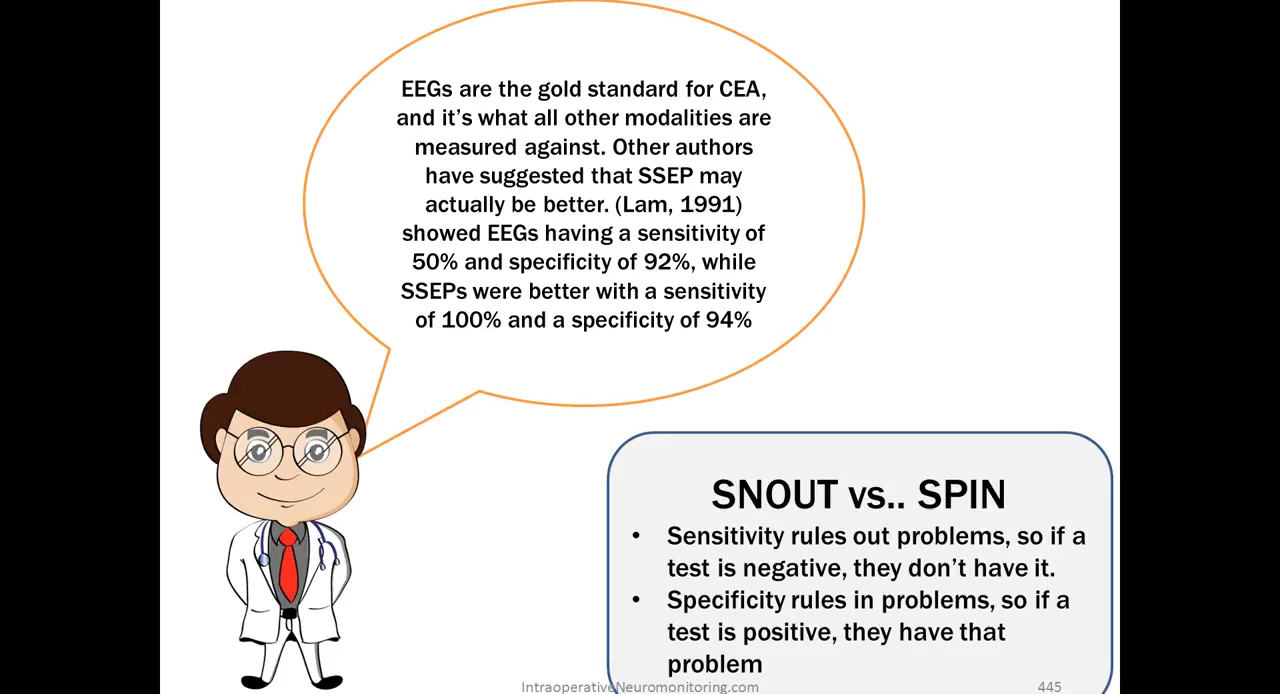 EEGs are the gold standard for CEA,
and it's what all other modalities are
measured against. Other authors
have suggested that SSEP may
actually be better. (Lam, 1991)
showed EEGs having a sensitivity of
50% and specificity of 92%, while
SSEPs were better with a sensitivity
of 100% and a specificity of 94%
SNOUT vs.. SPIN
• Sensitivity rules out problems, so if a
test is negative, they don't have it.
• Specificity rules in problems, so if a
test is positive, they have that
problem
IntraoperativeNeuromonitoring.com
445